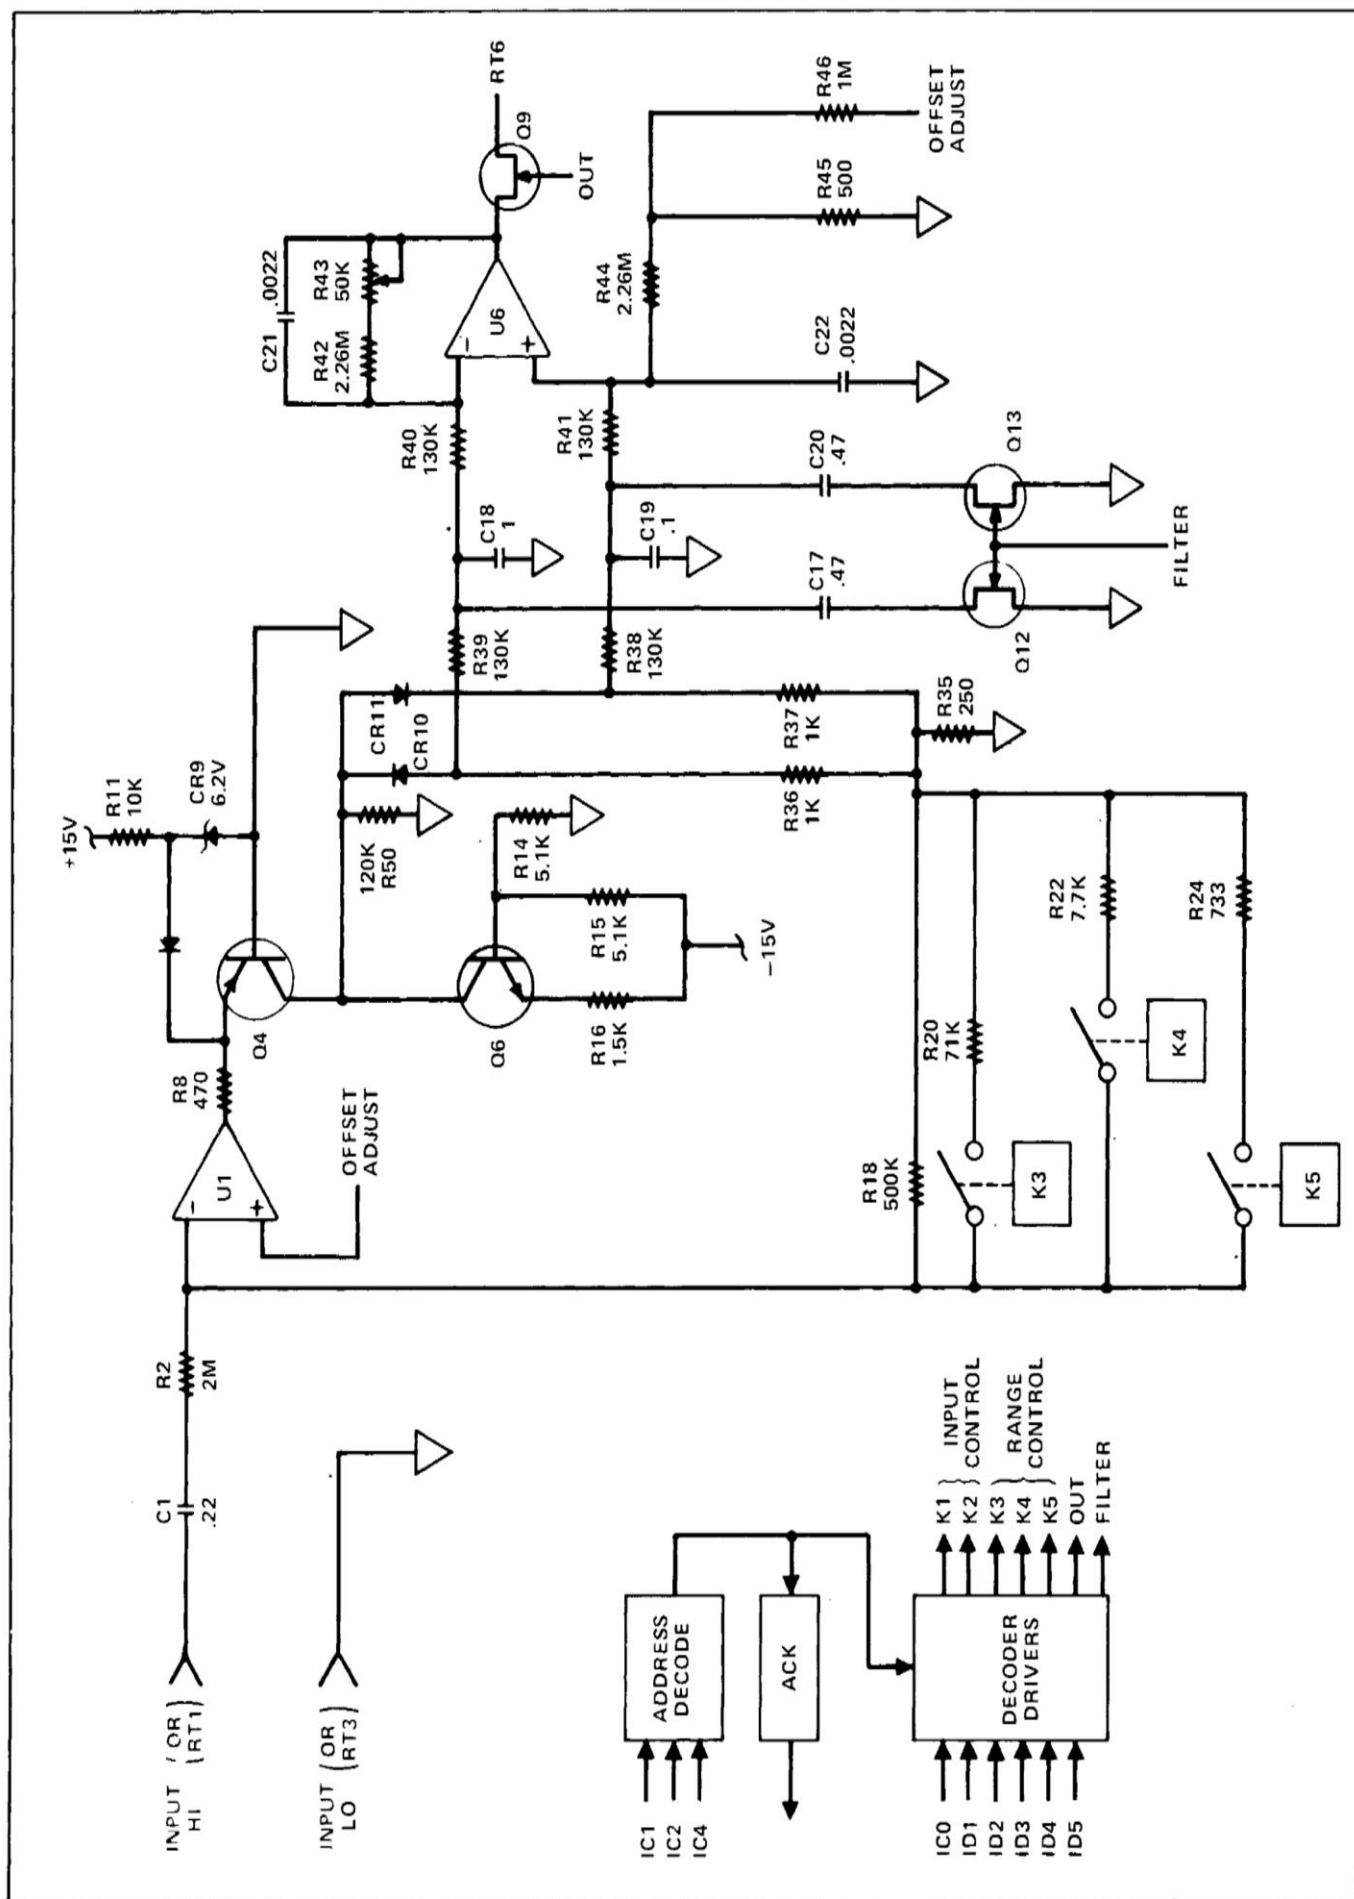 INPUT HI (OR RT1)
C1
.22
R2
2M
INPUT LO (OR RT3)
U1
-
+
OFFSET
ADJUST
R8
470
Q4
+15V
R11
10K
CR9
6.2V
120K
R50
Q6
R14
5.1K
R15
5.1K
R16
1.5K
-15V
CR11
CR10
R39
130K
R38
130K
R37
1K
R36
1K
R35
250
C18
1
C19
.1
C17
.47
C20
.47
Q12
Q13
FILTER
R40
130K
R41
130K
C21
.0022
R42
2.26M
R43
50K
U6
-
+
Q9
RT6
OUT
R44
2.26M
C22
.0022
R45
500
R46
1M
OFFSET
ADJUST
R18
500K
R20
71K
K3
R22
7.7K
K4
R24
733
K5
IC1
IC2
IC4
ADDRESS
DECODE
ACK
IC0
ID1
ID2
ID3
ID4
ID5
DECODER
DRIVERS
K1
K2
INPUT
CONTROL
K3
K4
K5
RANGE
CONTROL
OUT
FILTER